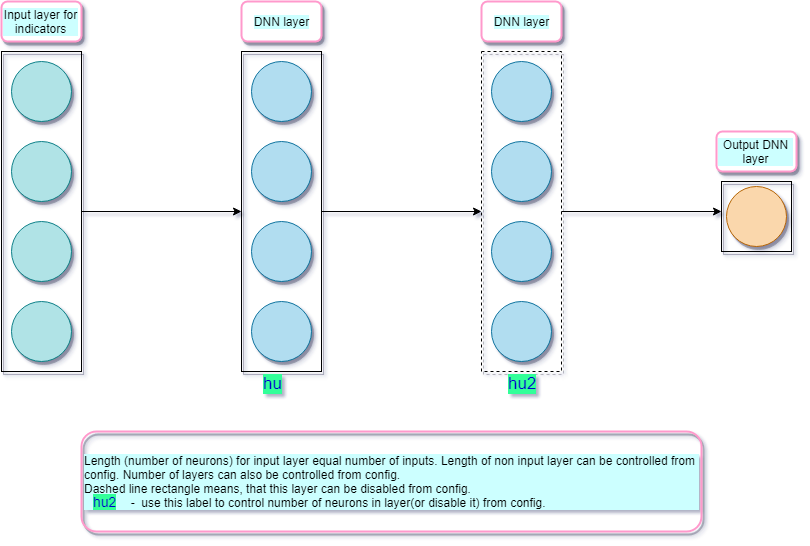 Input layer for
indicators
DNN layer
DNN layer
Output DNN
layer
hu
hu2
Length (number of neurons) for input layer equal number of inputs. Length of non input layer can be controlled from
config. Number of layers can also be controlled from config.
Dashed line rectangle means, that this layer can be disabled from config.
hu2 - use this label to control number of neurons in layer(or disable it) from config.